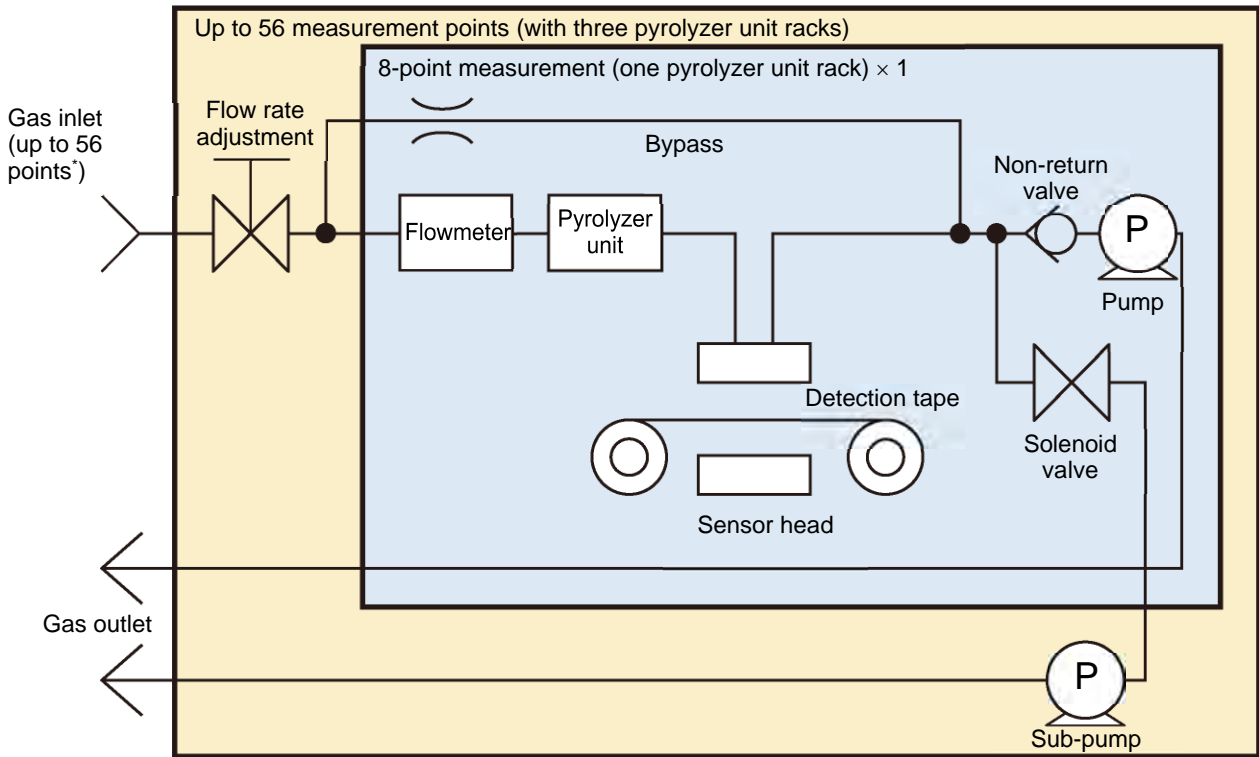 Up to 56 measurement points (with three pyrolyzer unit racks)
8-point measurement (one pyrolyzer unit rack) × 1
Gas inlet
(up to 56
points*)
Flow rate
adjustment
Bypass
Non-return
valve
Flowmeter
Pyrolyzer
unit
P
Pump
Detection tape
Solenoid
valve
Sensor head
Gas outlet
P
Sub-pump